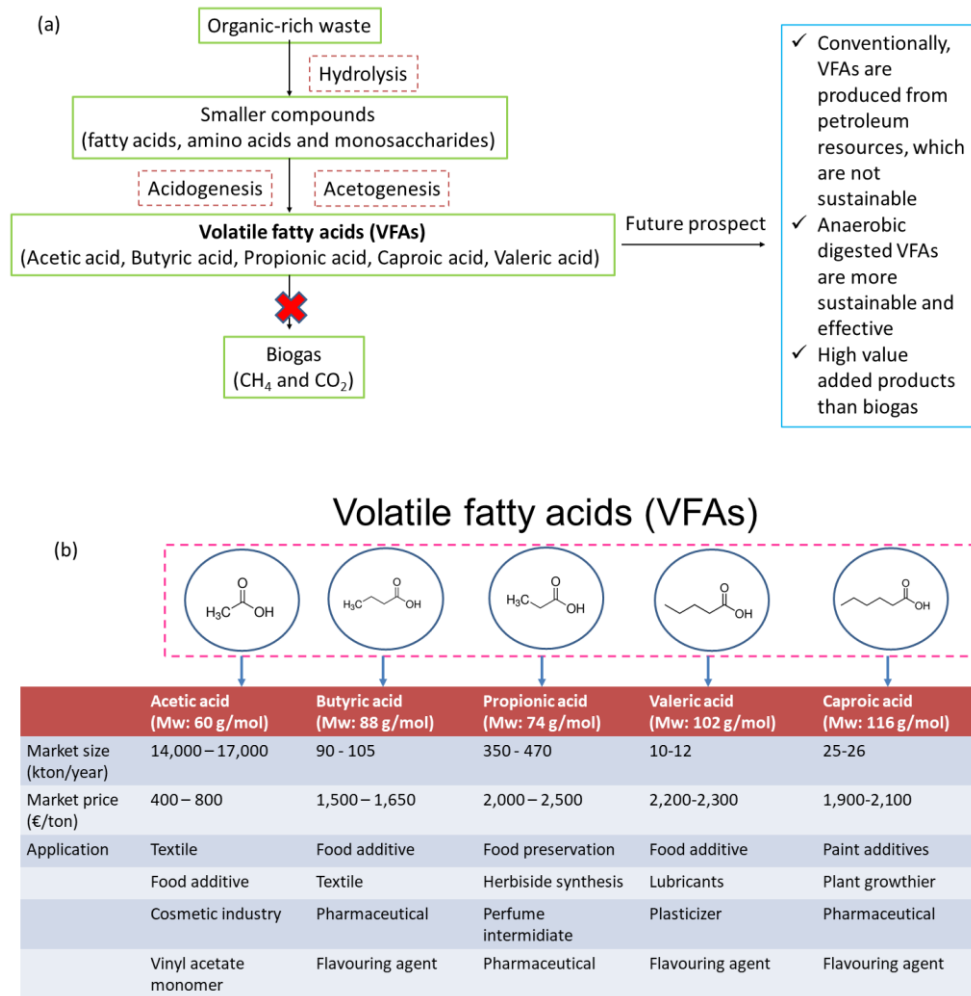 (a)
Organic-rich waste
Hydrolysis
Smaller compounds
(fatty acids, amino acids and monosaccharides)
Acidogenesis
Acetogenesis
Volatile fatty acids (VFAs)
(Acetic acid, Butyric acid, Propionic acid, Caproic acid, Valeric acid)
Future prospect
Biogas
(CH₄ and CO₂)
✓ Conventionally,
VFAs are
produced from
petroleum
resources, which
are not
sustainable
✓ Anaerobic
digested VFAs
are more
sustainable and
effective
✓ High value
added products
than biogas
Volatile fatty acids (VFAs)
(b)
O
H₃C
OH
O
H₃C
OH
O
H₃C
OH
O
OH
O
OH
Acetic acid Butyric acid Propionic acid Valeric acid Caproic acid
(Mw: 60 g/mol) (Mw: 88 g/mol) (Mw: 74 g/mol) (Mw: 102 g/mol) (Mw: 116 g/mol)
Market size 14,000 – 17,000 90 - 105 350 - 470 10-12 25-26
(kton/year)
Market price 400 – 800 1,500 – 1,650 2,000 – 2,500 2,200-2,300 1,900-2,100
(€/ton)
Application Textile Food additive Food preservation Food additive Paint additives
Food additive Textile Herbiside synthesis Lubricants Plant growthier
Cosmetic industry Pharmaceutical Perfume Plasticizer Pharmaceutical
intermidiate
Vinyl acetate Flavouring agent Pharmaceutical Flavouring agent Flavouring agent
monomer